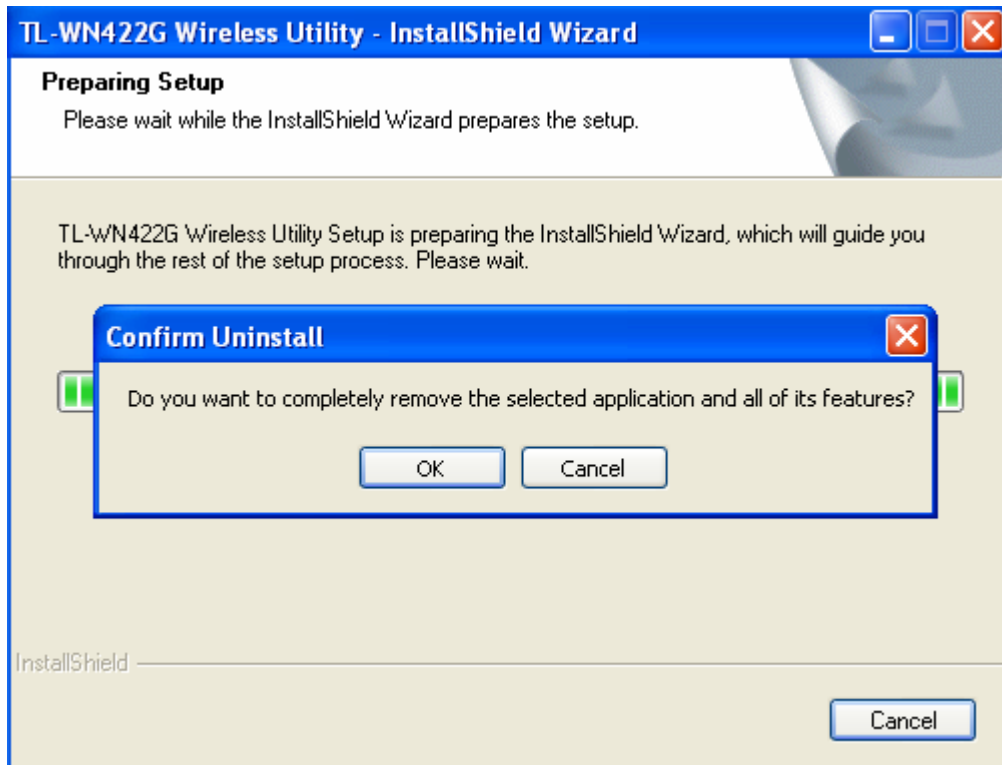 TL-WN422G Wireless Utility - InstallShield Wizard
Preparing Setup
Please wait while the InstallShield Wizard prepares the setup.
TL-WN422G Wireless Utility Setup is preparing the InstallShield Wizard, which will guide you
through the rest of the setup process. Please wait.
Confirm Uninstall
Do you want to completely remove the selected application and all of its features?
OK
Cancel
InstallShield
Cancel